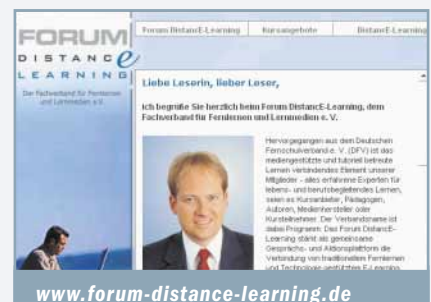 FORUM
DISTANCE
LEARNING
Der Fachverband für Fernlernen
und Lernmedien e.V.
Forum DistancE-Learning
Kursangebote
DistancE-Learning
Liebe Leserin, lieber Leser,
ich begrüße Sie herzlich beim Forum DistancE-Learning, dem
Fachverband für Fernlernen und Lernmedien e. V.
Hervorgegangen aus dem Deutschen
Fernschulverband e. V. (DFV) ist das
mediengestützte und tutoriell betreute
Lernen verbindendes Element unserer
Mitglieder - alles erfahrene Experten für
lebens- und berufsbegleitendes Lernen,
seien es Kursanbieter, Pädagogen,
Autoren, Medienhersteller oder
Kursteilnehmer. Der Verbandsname ist
dabei Programm. Das Forum DistancE-
Learning stärkt als gemeinsame
Gesprächs- und Aktionsplattform die
Verbindung von traditionellem Fernlernen
und Technologie-gestütztem E-Learning.
www.forum-distance-learning.de